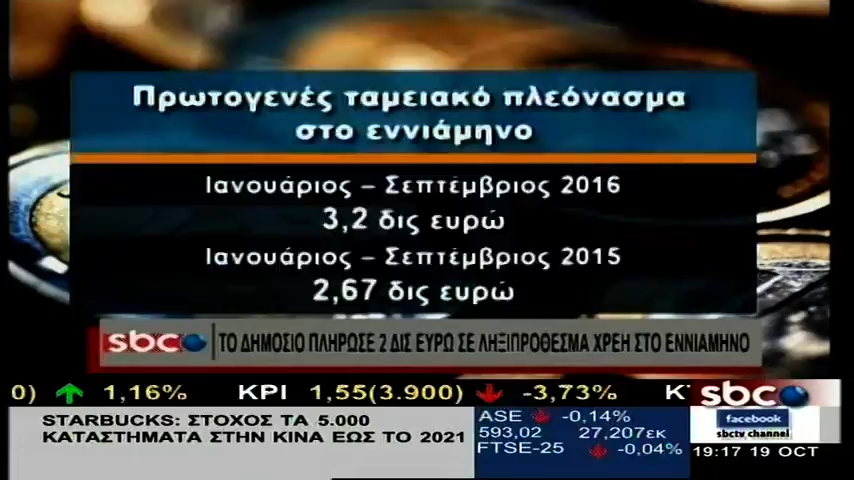 Πρωτογενές ταμειακό πλεόνασμα
στο εννιάμηνο
Ιανουάριος – Σεπτέμβριος 2016
3,2 δις ευρώ
Ιανουάριος – Σεπτέμβριος 2015
2,67 δις ευρώ
sbc ΤΟ ΔΗΜΟΣΙΟ ΠΛΗΡΩΣΕ 2 ΔΙΣ ΕΥΡΩ ΣΕ ΛΗΞΙΠΡΟΘΕΣΜΑ ΧΡΕΗ ΣΤΟ ΕΝΝΙΑΜΗΝΟ
0) 1,16% ΚΡΙ 1,55(3.900) -3,73% Κ
sbc
STARBUCKS: ΣΤΟΧΟΣ ΤΑ 5.000
ΚΑΤΑΣΤΗΜΑΤΑ ΣΤΗΝ ΚΙΝΑ ΕΩΣ ΤΟ 2021
ASE -0,14%
593,02 27,207εκ
FTSE-25 -0,04%
facebook
sbctv channel
19:17 19 OCT